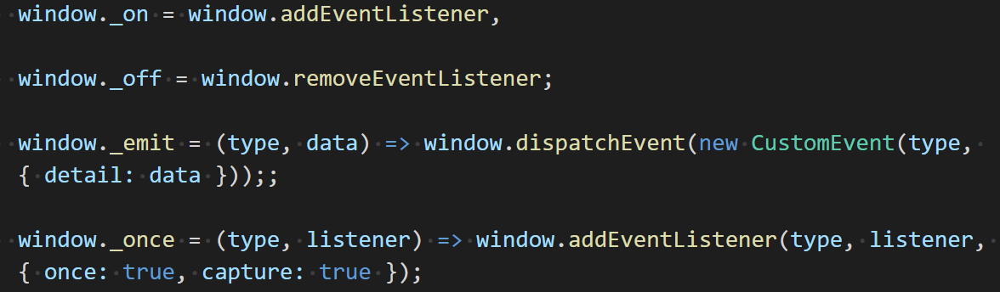 window._on = window.addEventListener,
window._off = window.removeEventListener;
window._emit = (type, data) => window.dispatchEvent(new CustomEvent(type,
{ detail: data }));;
window._once = (type, listener) => window.addEventListener(type, listener,
{ once: true, capture: true });